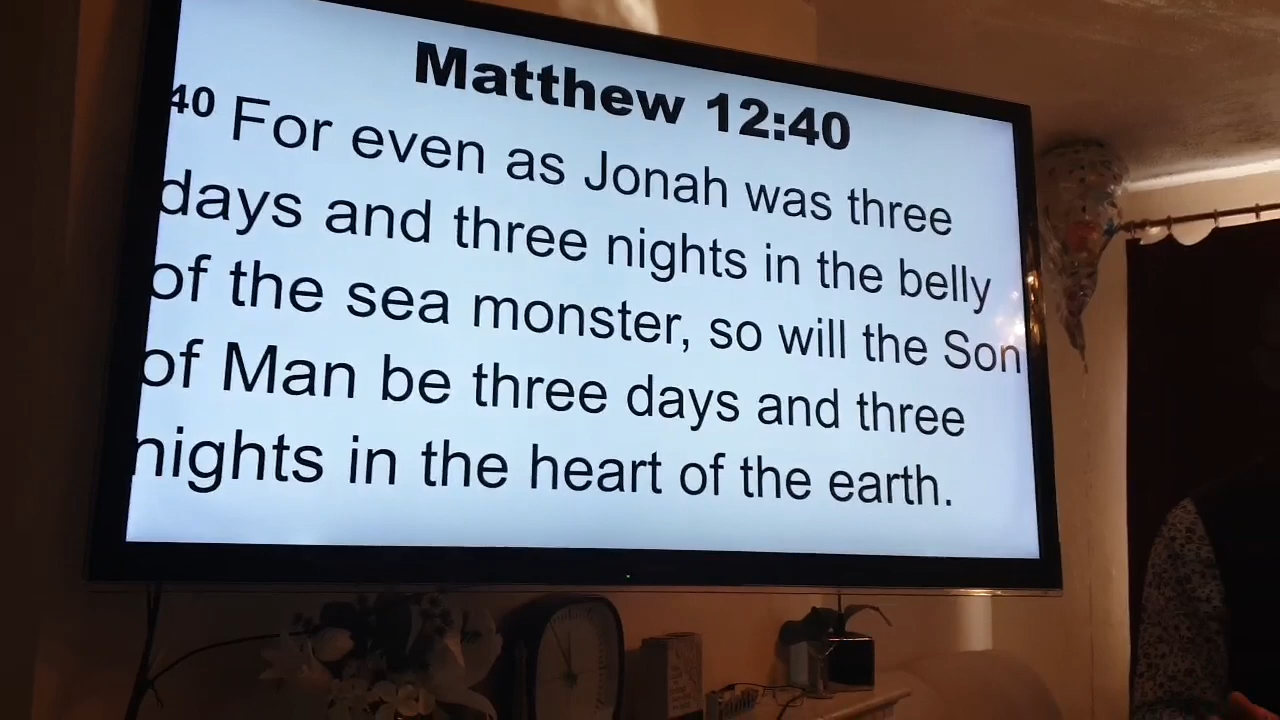 Matthew 12:40
40 For even as Jonah was three
days and three nights in the belly
of the sea monster, so will the Son
of Man be three days and three
nights in the heart of the earth.